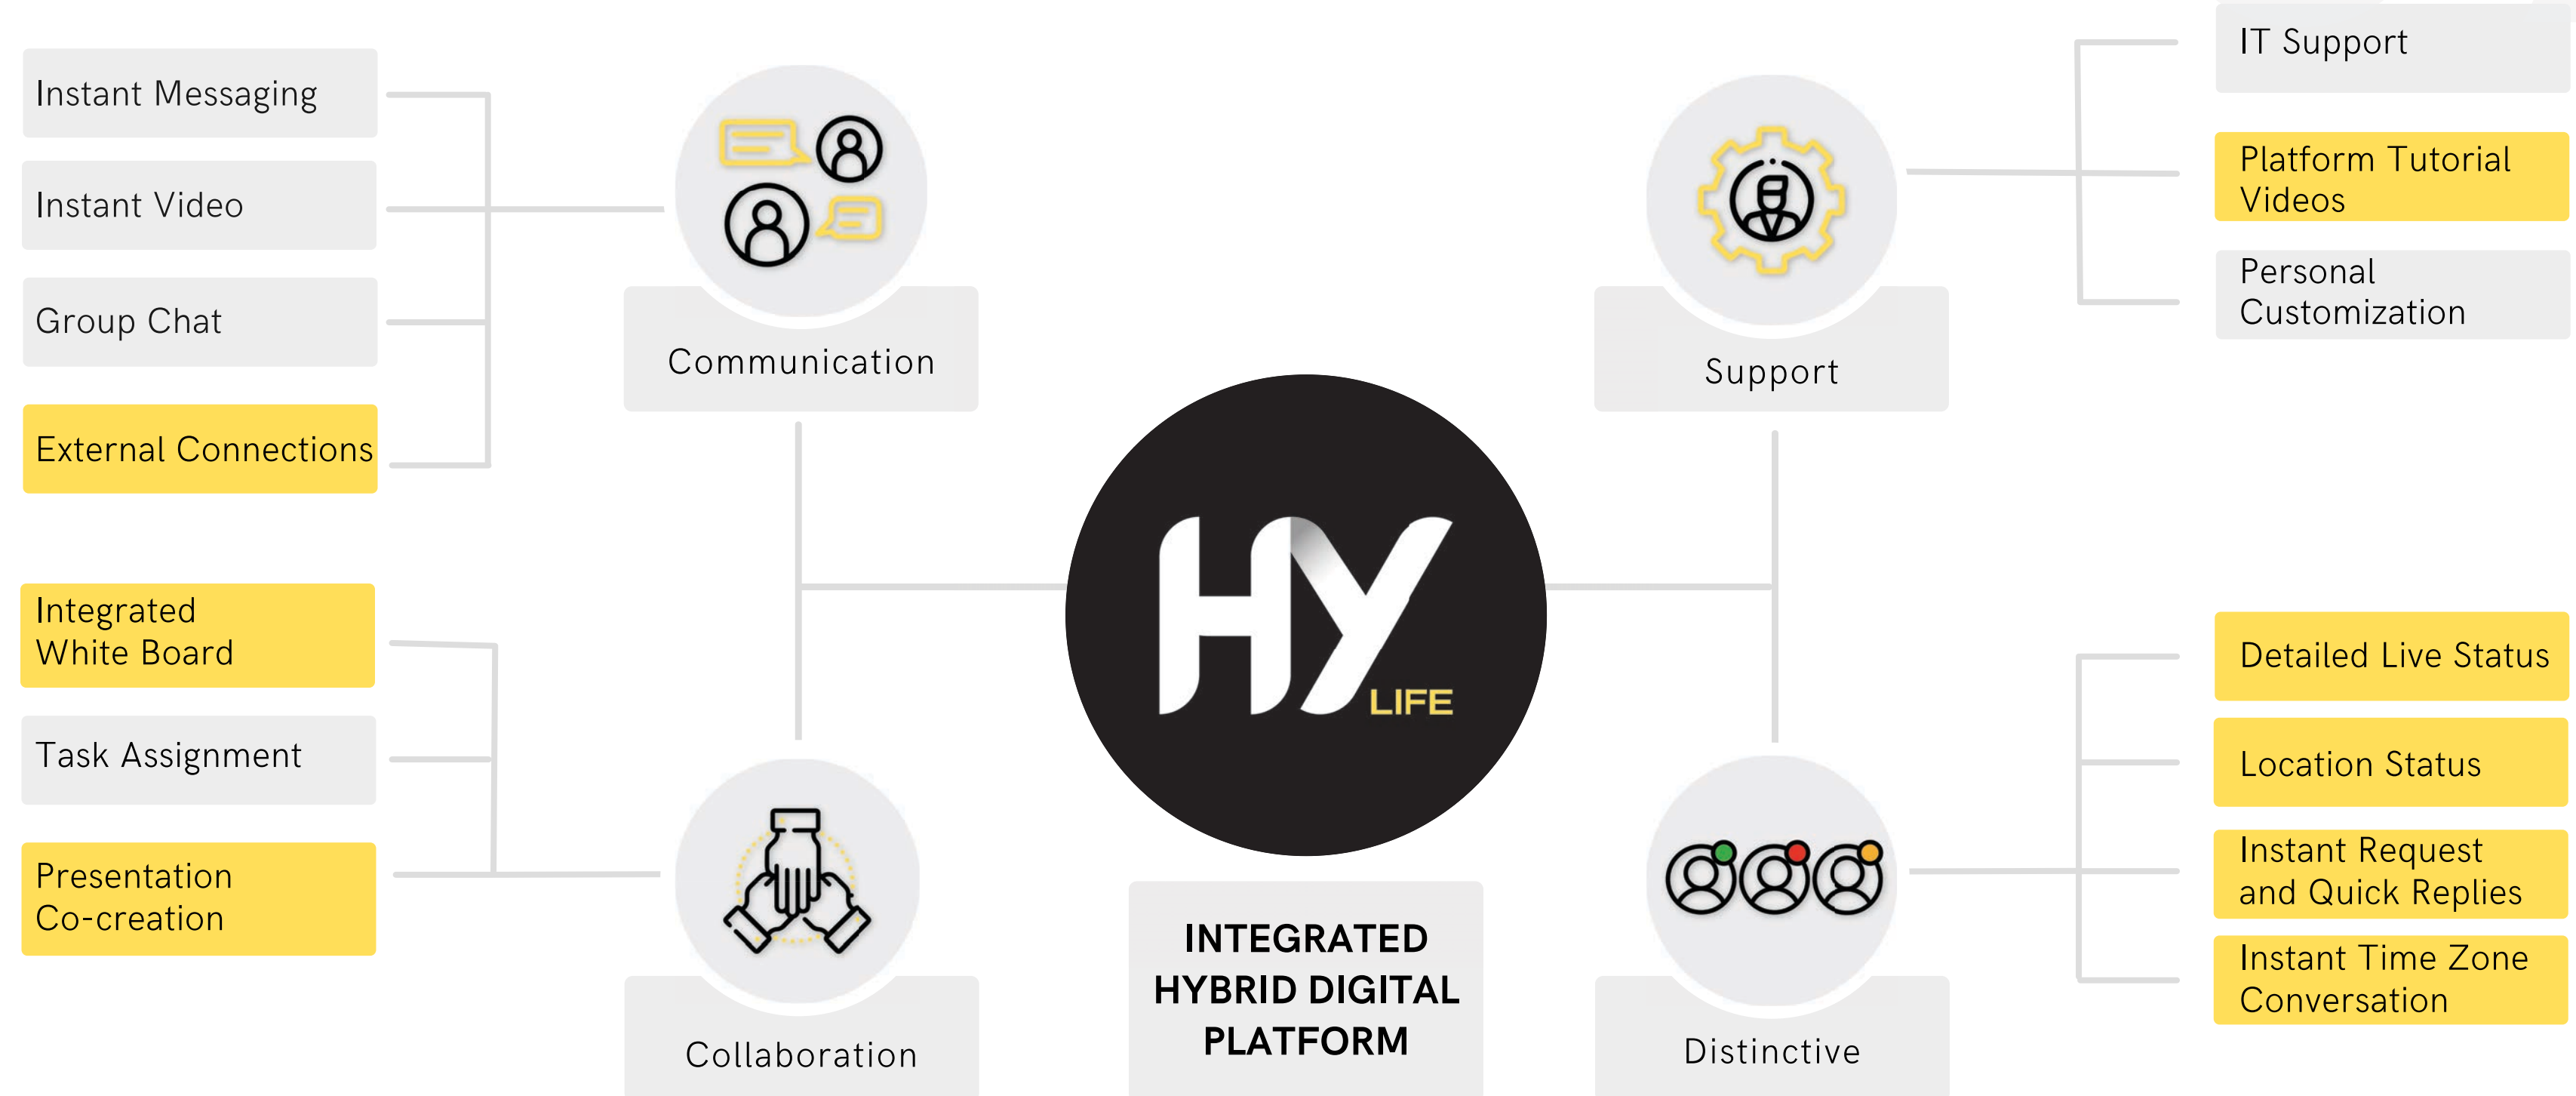 Instant Messaging
Instant Video
Group Chat
External Connections
Communication
Integrated
White Board
Task Assignment
Presentation
Co-creation
Collaboration
HY
LIFE
INTEGRATED
HYBRID DIGITAL
PLATFORM
Support
IT Support
Platform Tutorial
Videos
Personal
Customization
Distinctive
Detailed Live Status
Location Status
Instant Request
and Quick Replies
Instant Time Zone
Conversation